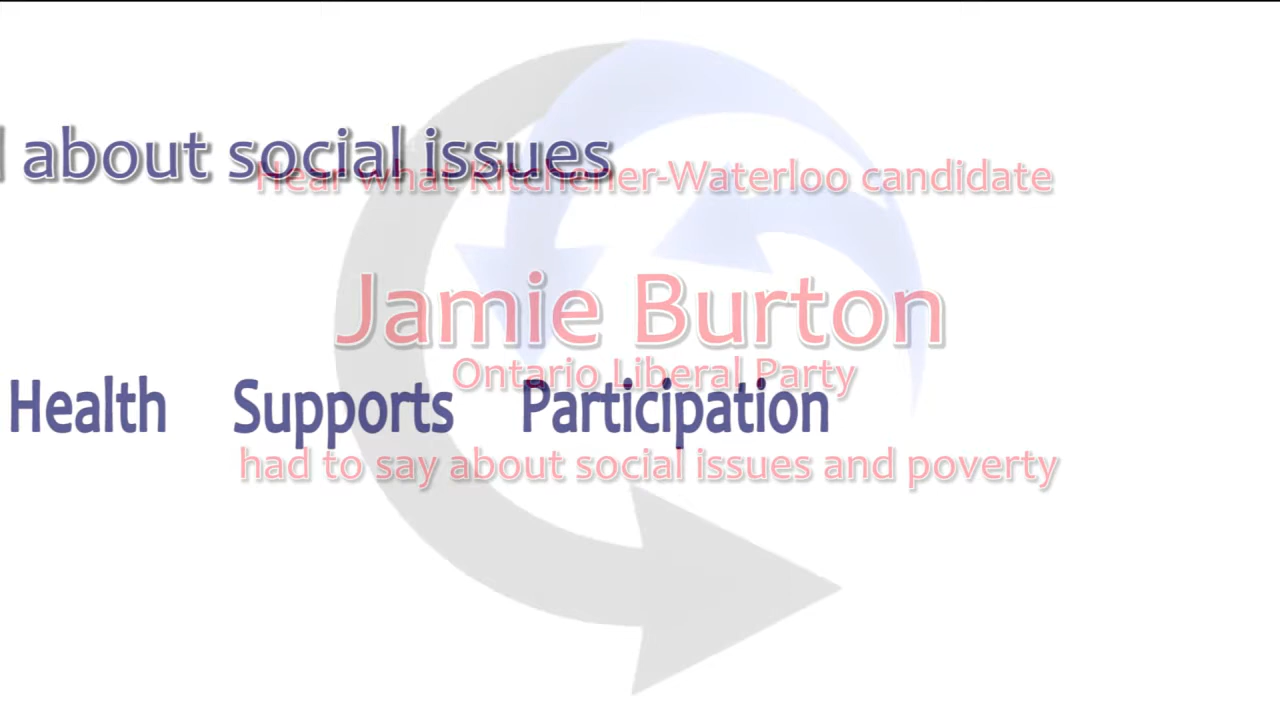 about social issues
Hear what Kitchener-Waterloo candidate
Jamie Burton
Ontario Liberal Party
Health Supports Participation
had to say about social issues and poverty